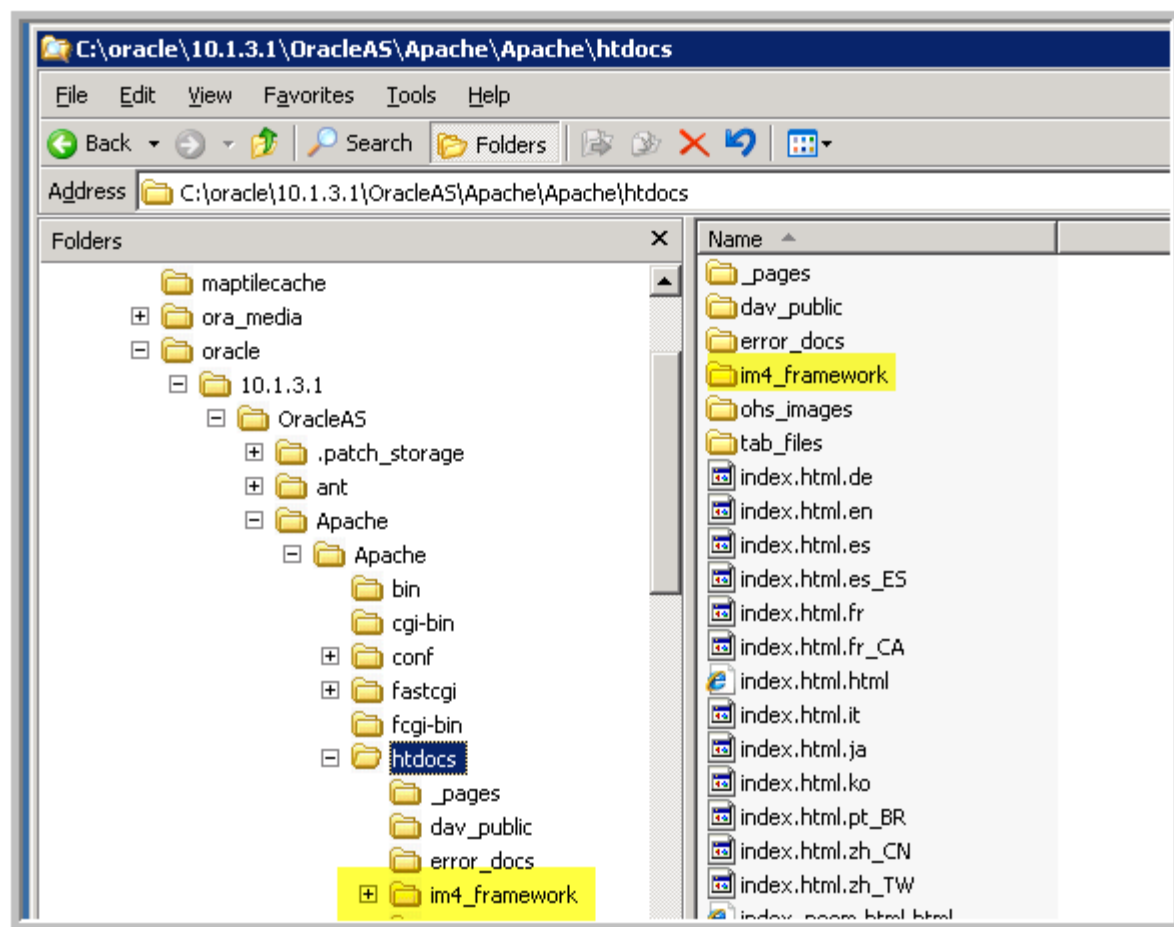 C:\oracle\10.1.3.1\OracleAS\Apache\Apache\htdocs
File Edit View Favorites Tools Help
Back Search Folders
Address C:\oracle\10.1.3.1\OracleAS\Apache\Apache\htdocs
Folders
maptilecache
ora_media
oracle
10.1.3.1
OracleAS
.patch_storage
ant
Apache
Apache
bin
cgi-bin
conf
fastcgi
fcgi-bin
htdocs
_pages
dav_public
error_docs
im4_framework
Name
_pages
dav_public
error_docs
im4_framework
ohs_images
tab_files
index.html.de
index.html.en
index.html.es
index.html.es_ES
index.html.fr
index.html.fr_CA
index.html.html
index.html.it
index.html.ja
index.html.ko
index.html.pt_BR
index.html.zh_CN
index.html.zh_TW